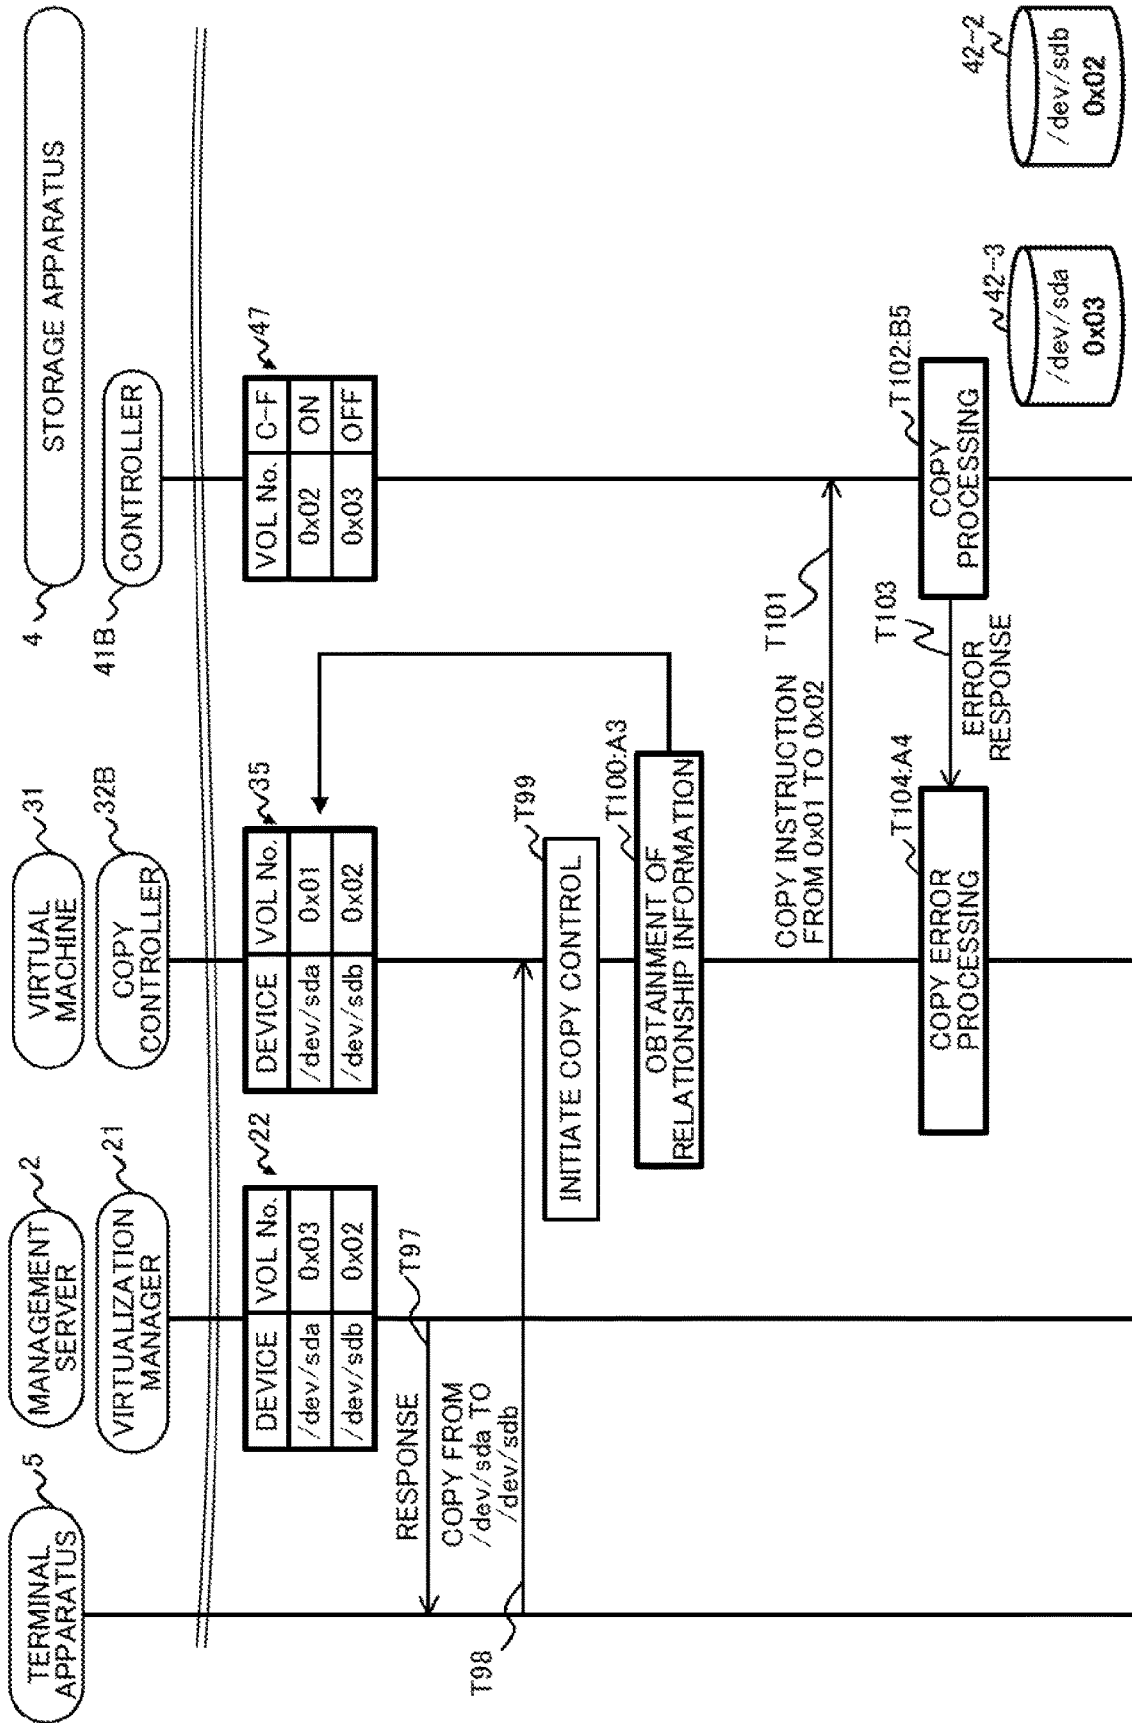 TERMINAL
APPARATUS
5
MANAGEMENT
SERVER
2
VIRTUALIZATION
MANAGER
21
VIRTUAL
MACHINE
31
COPY
CONTROLLER
32B
STORAGE APPARATUS
4
CONTROLLER
41B
22
DEVICE VOL No.
/dev/sda 0x03
/dev/sdb 0x02
35
DEVICE VOL No.
/dev/sda 0x01
/dev/sdb 0x02
47
VOL No. C-F
0x02 ON
0x03 OFF
RESPONSE
T97
COPY FROM
/dev/sda TO
/dev/sdb
T98
T99
INITIATE COPY CONTROL
T100:A3
OBTAINMENT OF
RELATIONSHIP INFORMATION
COPY INSTRUCTION
FROM 0x01 TO 0x02
T101
T102:B5
COPY
PROCESSING
T103
ERROR
RESPONSE
T104:A4
COPY ERROR
PROCESSING
42-3
/dev/sda
0x03
42-2
/dev/sdb
0x02